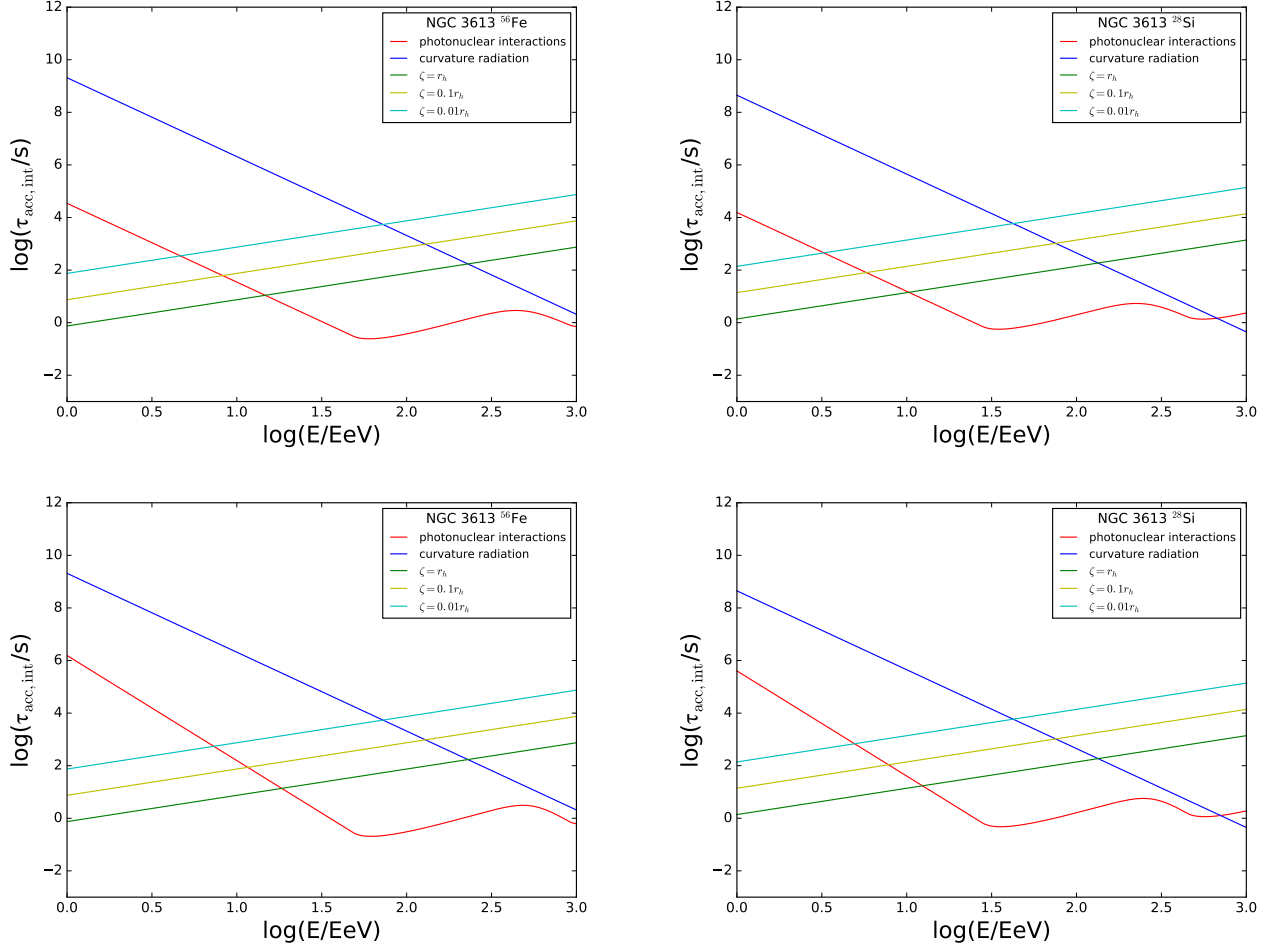 NGC 3613 ⁵⁶Fe
photonuclear interactions
curvature radiation
ζ = r_h
ζ = 0.1r_h
ζ = 0.01r_h
log(τ_acc, int/s)
12
10
8
6
4
2
0
−2
0.0 0.5 1.0 1.5 2.0 2.5 3.0
log(E/EeV)
NGC 3613 ²⁸Si
photonuclear interactions
curvature radiation
ζ = r_h
ζ = 0.1r_h
ζ = 0.01r_h
log(τ_acc, int/s)
12
10
8
6
4
2
0
−2
0.0 0.5 1.0 1.5 2.0 2.5 3.0
log(E/EeV)
NGC 3613 ⁵⁶Fe
photonuclear interactions
curvature radiation
ζ = r_h
ζ = 0.1r_h
ζ = 0.01r_h
log(τ_acc, int/s)
12
10
8
6
4
2
0
−2
0.0 0.5 1.0 1.5 2.0 2.5 3.0
log(E/EeV)
NGC 3613 ²⁸Si
photonuclear interactions
curvature radiation
ζ = r_h
ζ = 0.1r_h
ζ = 0.01r_h
log(τ_acc, int/s)
12
10
8
6
4
2
0
−2
0.0 0.5 1.0 1.5 2.0 2.5 3.0
log(E/EeV)